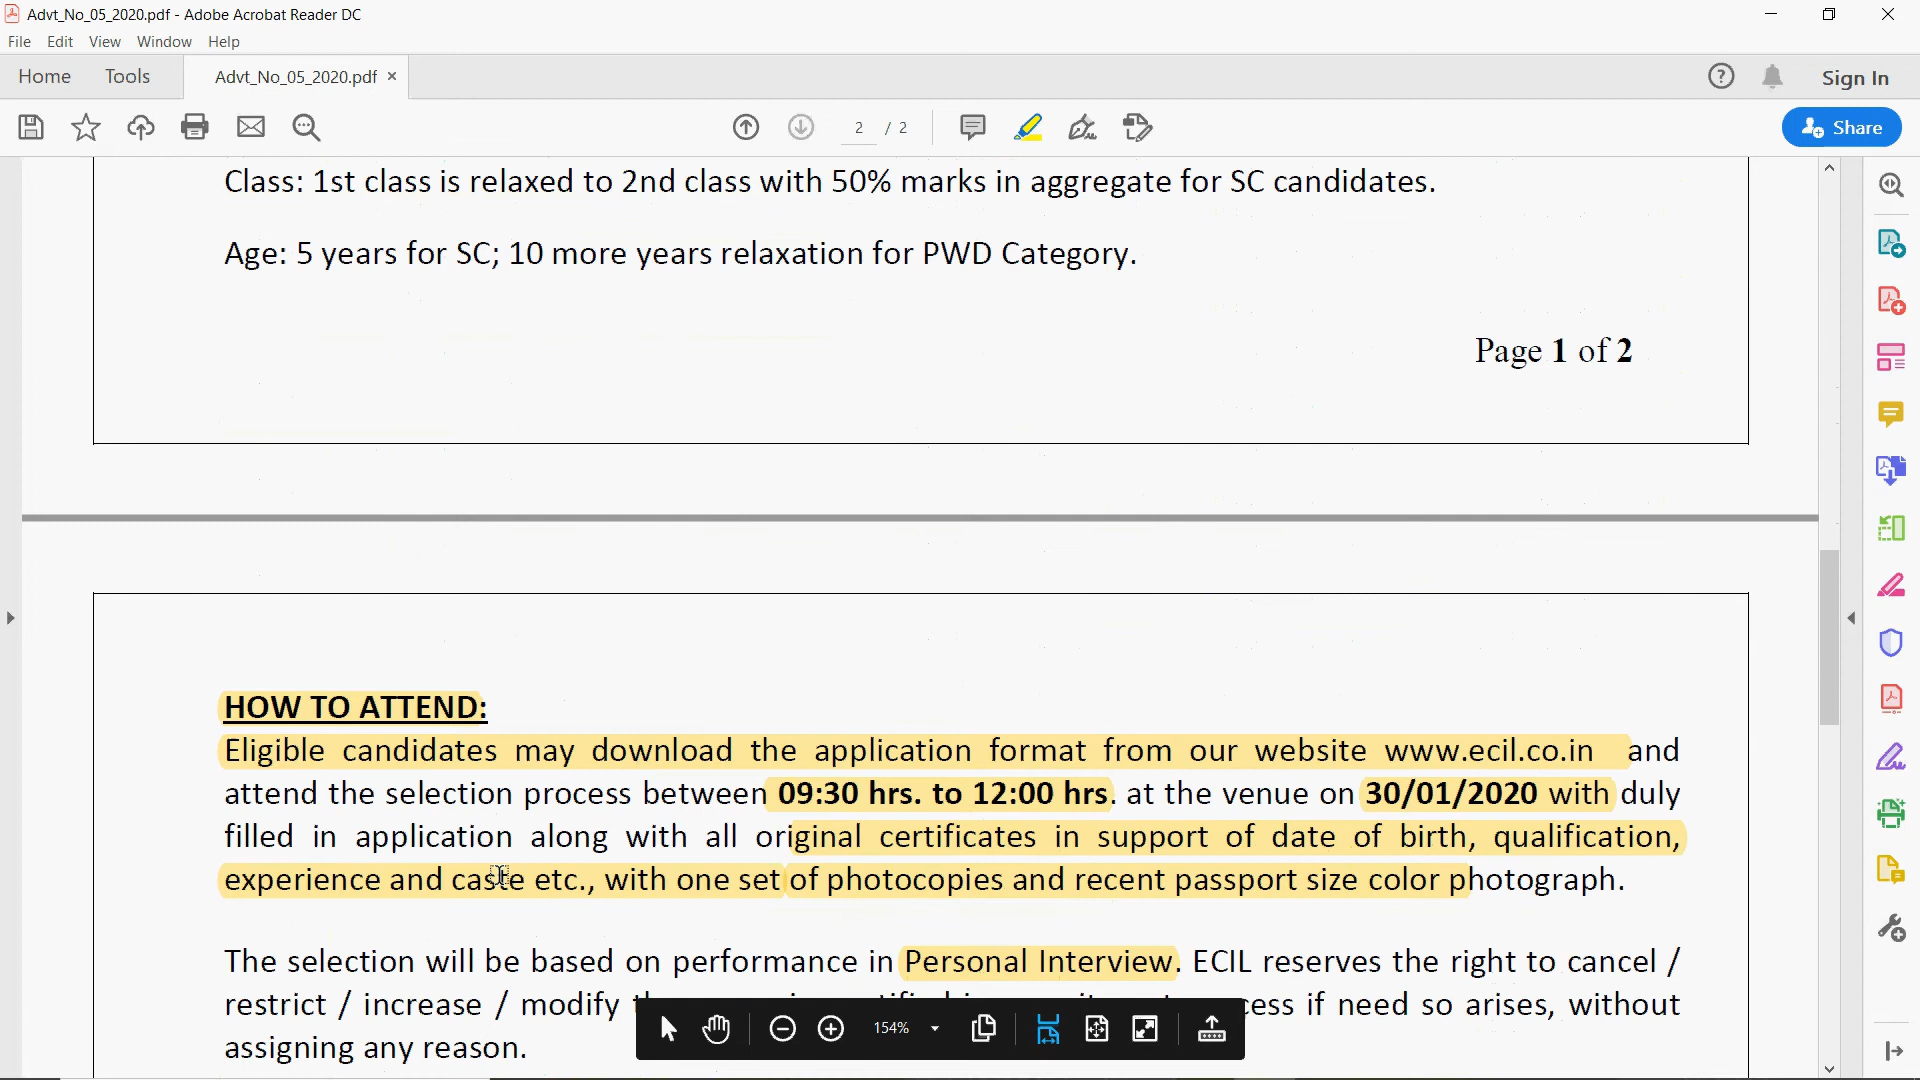 Advt_No_05_2020.pdf - Adobe Acrobat Reader DC
File Edit View Window Help
Home Tools Advt_No_05_2020.pdf × Sign In
2 / 2 Share
Class: 1st class is relaxed to 2nd class with 50% marks in aggregate for SC candidates.
Age: 5 years for SC; 10 more years relaxation for PWD Category.
Page 1 of 2
HOW TO ATTEND:
Eligible candidates may download the application format from our website www.ecil.co.in and
attend the selection process between 09:30 hrs. to 12:00 hrs. at the venue on 30/01/2020 with duly
filled in application along with all original certificates in support of date of birth, qualification,
experience and caste etc., with one set of photocopies and recent passport size color photograph.
The selection will be based on performance in Personal Interview. ECIL reserves the right to cancel /
restrict / increase / modify if need so arises, without
assigning any reason.
154%